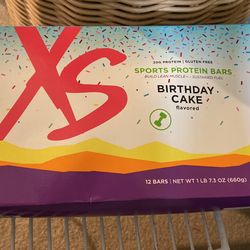 XS
20G PROTEIN | GLUTEN FREE
SPORTS PROTEIN BARS
BUILD LEAN MUSCLE • SUSTAINED FUEL
BIRTHDAY
CAKE
flavored
12 BARS | NET WT 1 LB 7.3 OZ (660g)